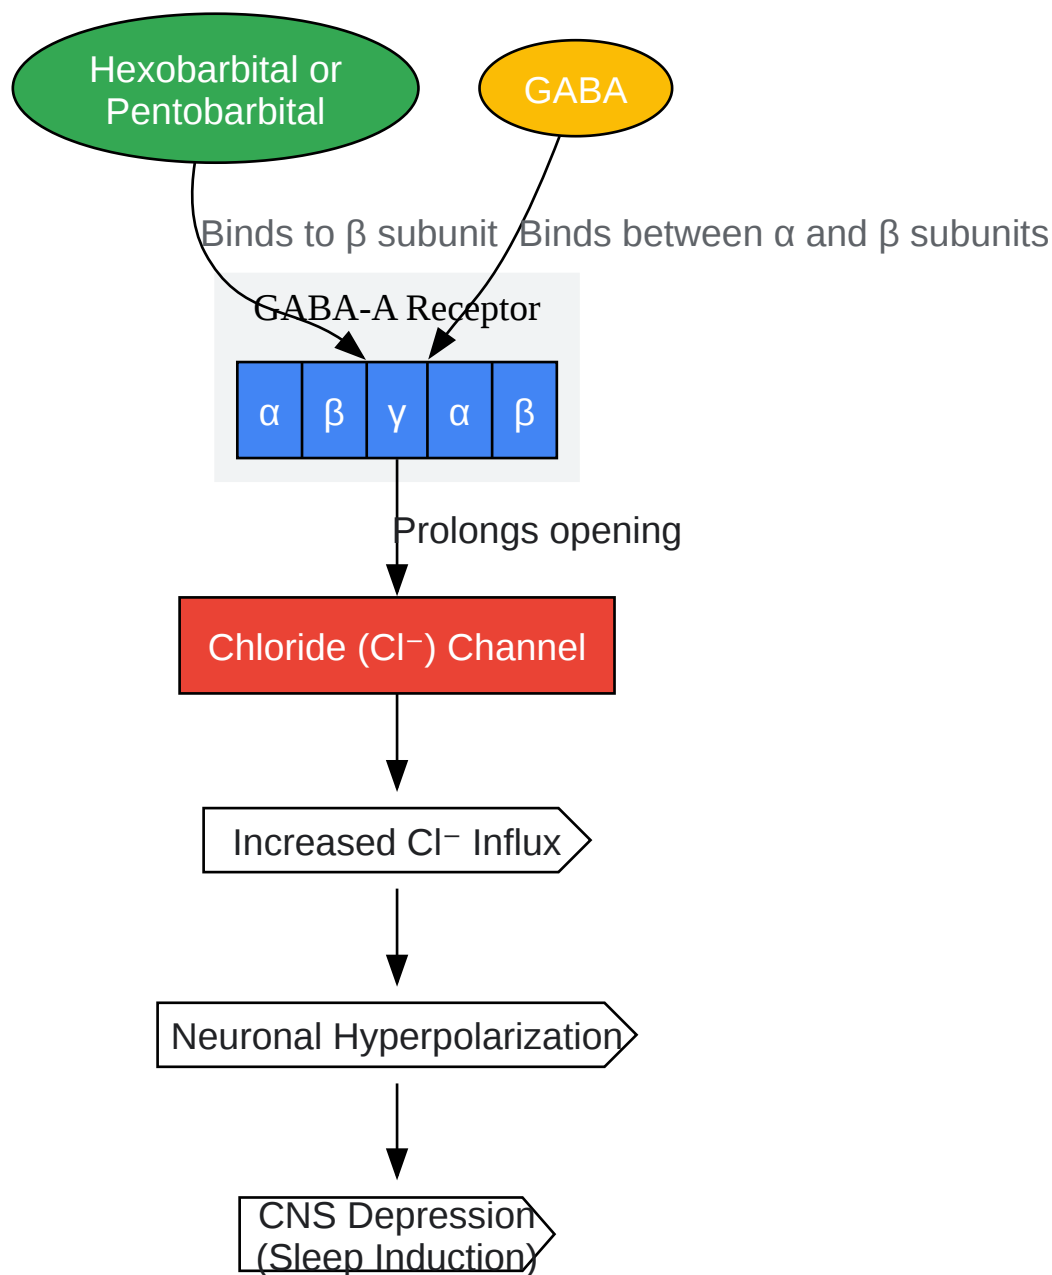 Hexobarbital or
Pentobarbital
GABA
Binds to β subunit
Binds between α and β subunits
GABA-A Receptor
α β γ α β
Prolongs opening
Chloride (Cl⁻) Channel
Increased Cl⁻ Influx
Neuronal Hyperpolarization
CNS Depression
(Sleep Induction)